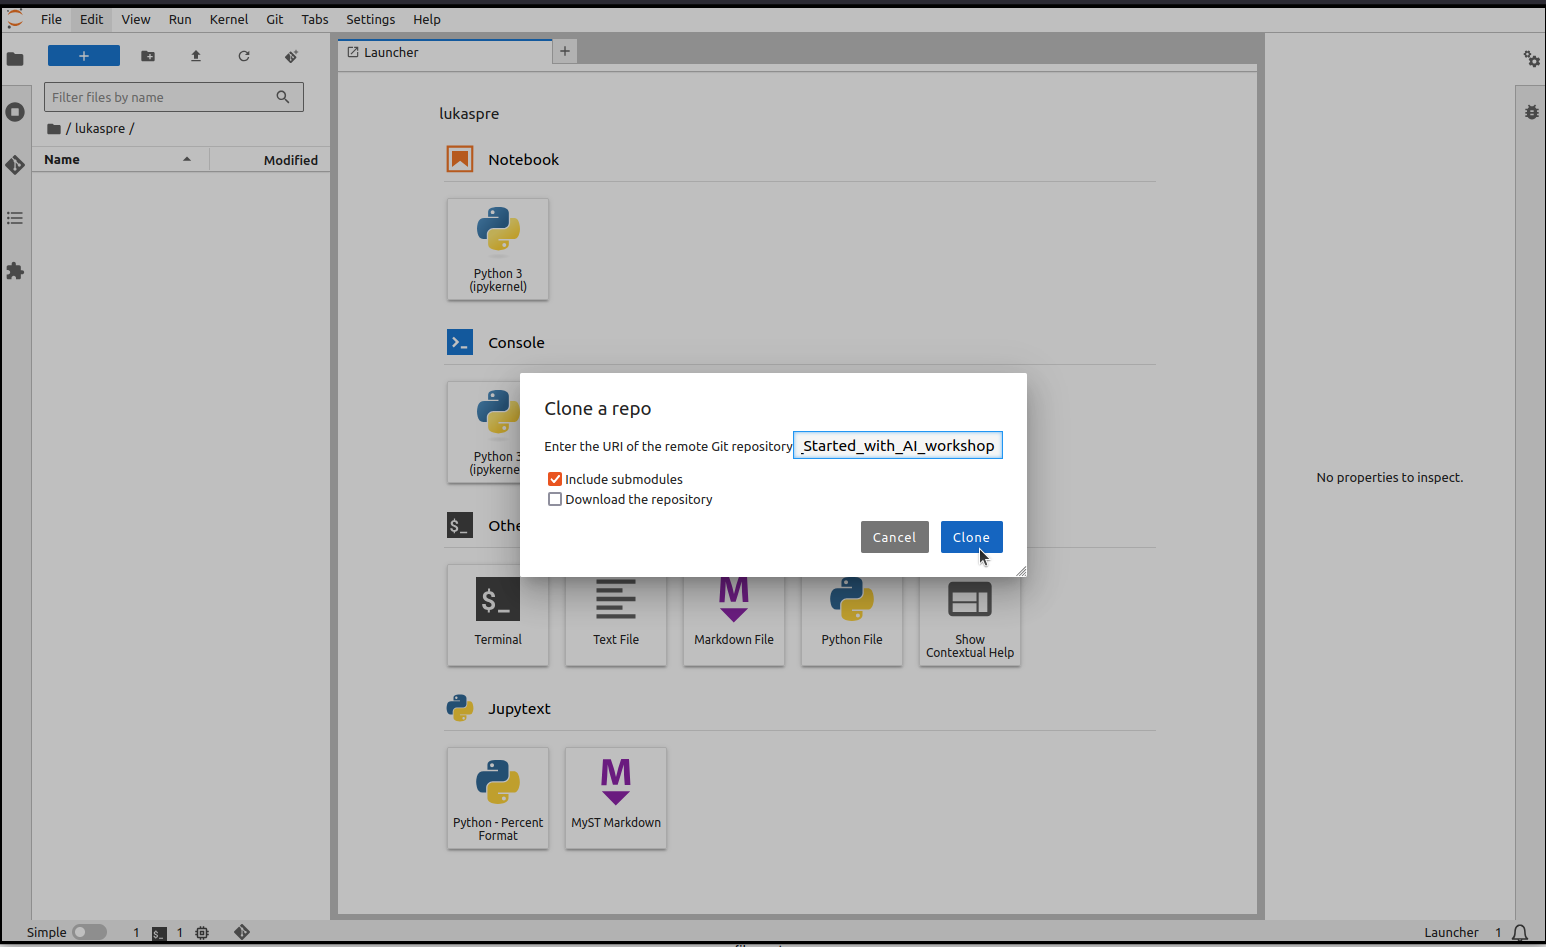 File Edit View Run Kernel Git Tabs Settings Help
+
Filter files by name
/ lukaspre /
Name Modified
Launcher +
lukaspre
Notebook
Python 3
(ipykernel)
Console
Python 3
(ipykerne
Clone a repo
Enter the URI of the remote Git repository _Started_with_AI_workshop
Include submodules
Download the repository
Cancel Clone
$_ Othe
$_
Terminal
Text File
M
Markdown File
Python File
Show
Contextual Help
Jupytext
Python - Percent
Format
M
MyST Markdown
No properties to inspect.
Simple 1 $_ 1 Launcher 1